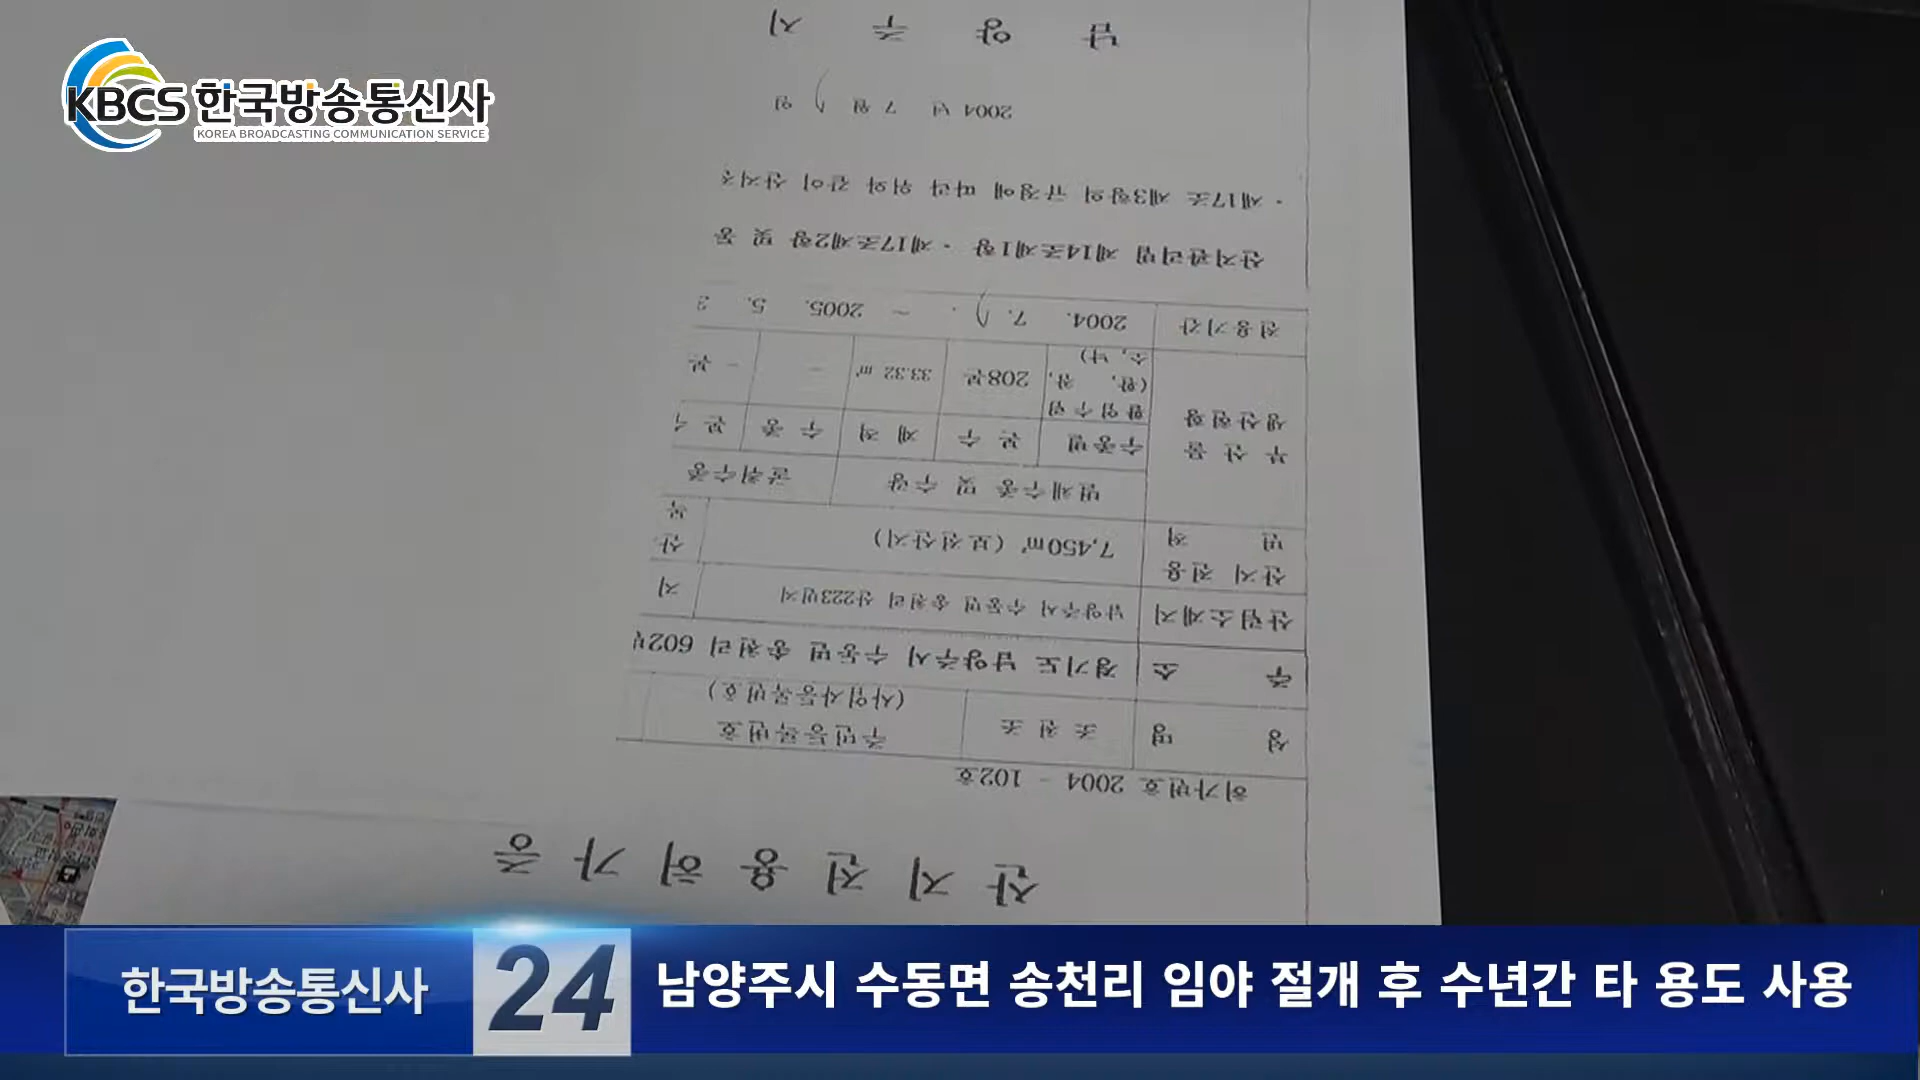 KBCS 한국방송통신사
KOREA BROADCASTING COMMUNICATION SERVICE
산 지 전 용 허 가 증
허가번호 2004 - 102호
성 명
주민등록번호
(사업자등록번호)
주 소 경기도 남양주시 수동면 송천리 602
산림소재지 남양주시 수동면 송천리 산223번지 지
산지전용 면적 7,450㎡ (보전산지) 산
부산물 생산현황 벌채수종 및 수량 굴취수종
수종별 본 수 재 적 수 종 본
208본 33.32 ㎥ - - 본
전용기간 2004. 7. . ~ 2005. 5.
산지관리법 제14조제1항 · 제17조제2항 및 동
· 제17조 제3항의 규정에 따라 위와 같이 산지
2004 년 7 월 일
남 양 주 시
한국방송통신사 24 남양주시 수동면 송천리 임야 절개 후 수년간 타 용도 사용